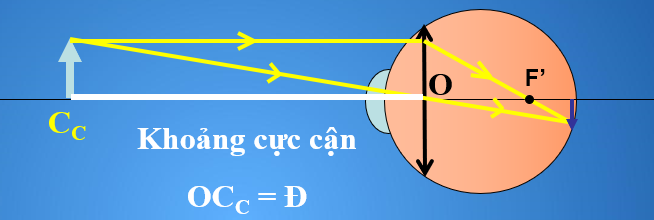 O
F’
C_C
Khoảng cực cận
OC_C = Đ